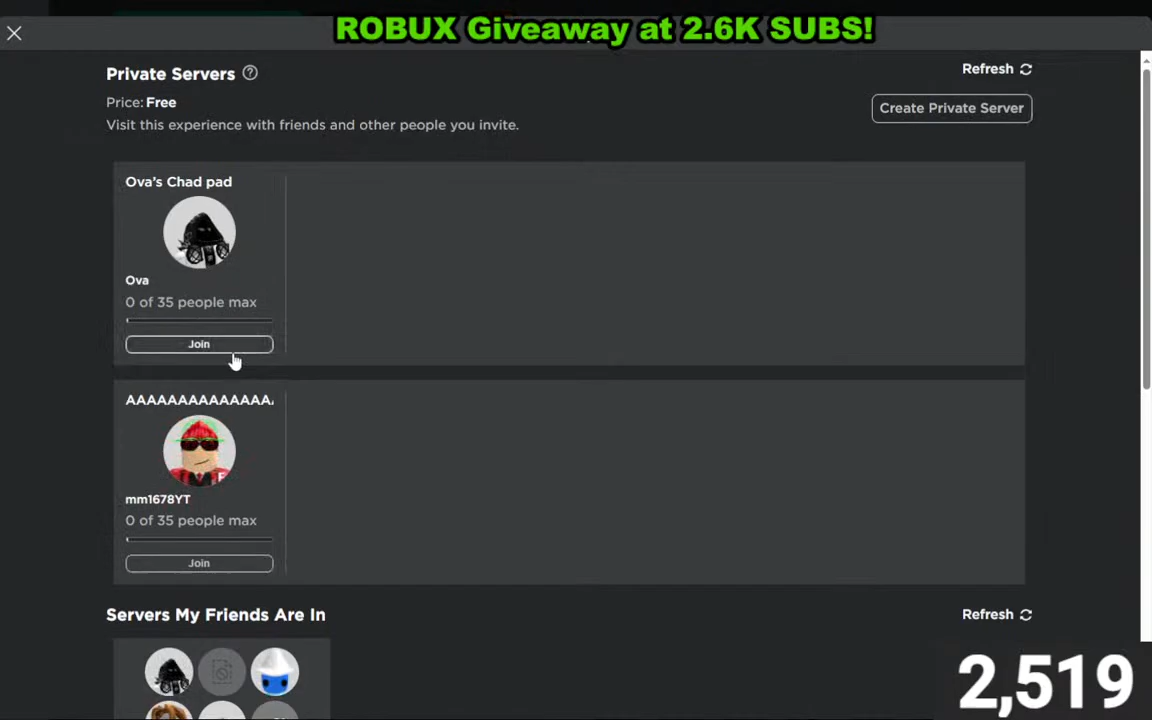 ROBUX Giveaway at 2.6K SUBS!
Private Servers
Refresh
Price: Free
Create Private Server
Visit this experience with friends and other people you invite.
Ova's Chad pad
Ova
0 of 35 people max
Join
AAAAAAAAAAAAAA
mm1678YT
0 of 35 people max
Join
Servers My Friends Are In
Refresh
2,519